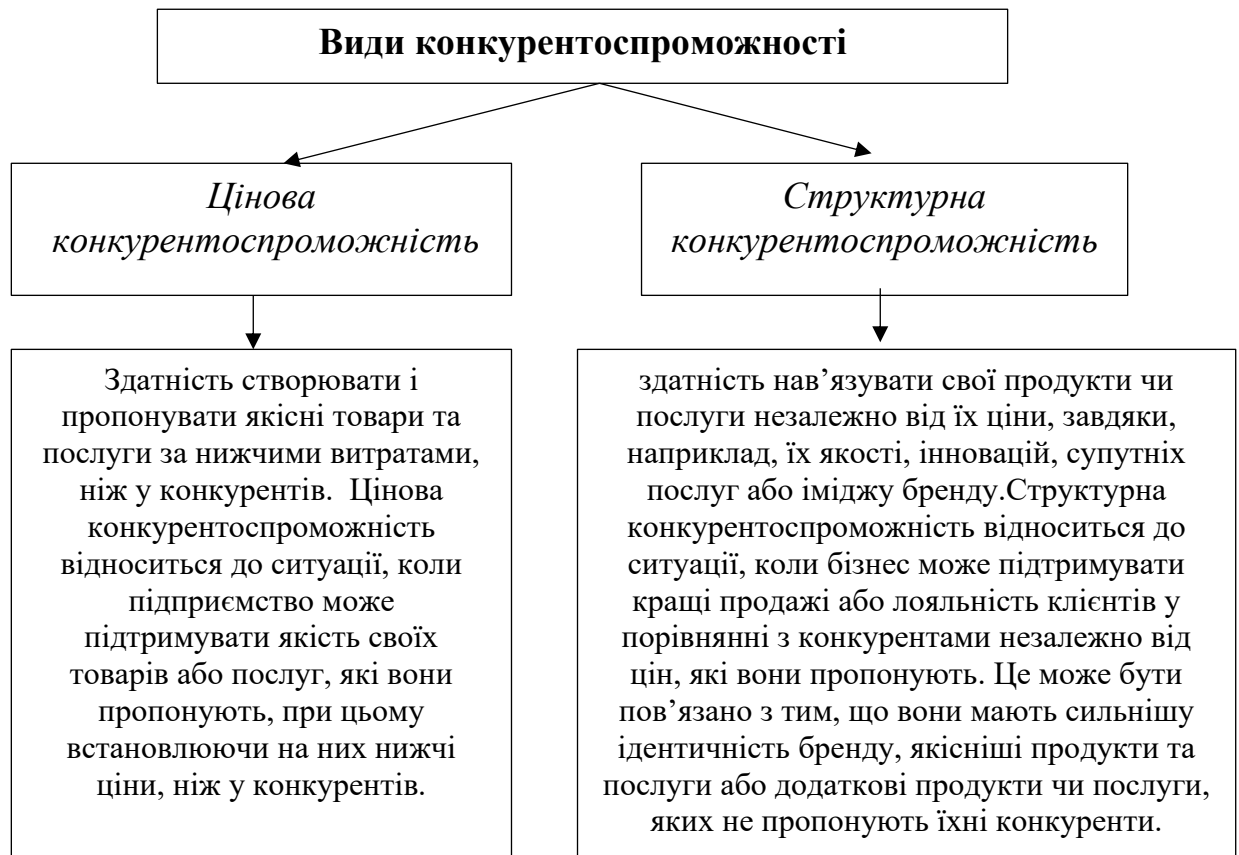 Види конкурентоспроможності
Цінова
конкурентоспроможність
Структурна
конкурентоспроможність
Здатність створювати і
пропонувати якісні товари та
послуги за нижчими витратами,
ніж у конкурентів. Цінова
конкурентоспроможність
відноситься до ситуації, коли
підприємство може
підтримувати якість своїх
товарів або послуг, які вони
пропонують, при цьому
встановлюючи на них нижчі
ціни, ніж у конкурентів.
здатність нав’язувати свої продукти чи
послуги незалежно від їх ціни, завдяки,
наприклад, їх якості, інновацій, супутніх
послуг або іміджу бренду.Структурна
конкурентоспроможність відноситься до
ситуації, коли бізнес може підтримувати
кращі продажі або лояльність клієнтів у
порівнянні з конкурентами незалежно від
цін, які вони пропонують. Це може бути
пов’язано з тим, що вони мають сильнішу
ідентичність бренду, якісніші продукти та
послуги або додаткові продукти чи послуги,
яких не пропонують їхні конкуренти.